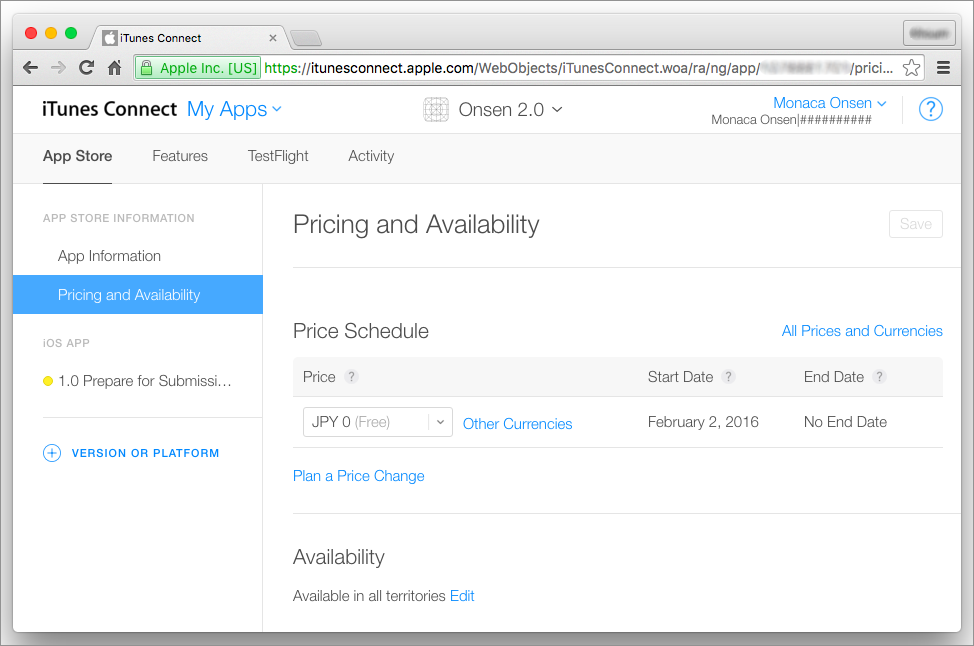 iTunes Connect
Apple Inc. [US] https://itunesconnect.apple.com/WebObjects/iTunesConnect.woa/ra/ng/app/ /prici...
iTunes Connect My Apps Onsen 2.0 Monaca Onsen ?
Monaca Onsen|##########
App Store Features TestFlight Activity
APP STORE INFORMATION
App Information
Pricing and Availability
iOS APP
1.0 Prepare for Submissi...
VERSION OR PLATFORM
Pricing and Availability Save
Price Schedule All Prices and Currencies
Price ? Start Date ? End Date ?
JPY 0 (Free) Other Currencies February 2, 2016 No End Date
Plan a Price Change
Availability
Available in all territories Edit